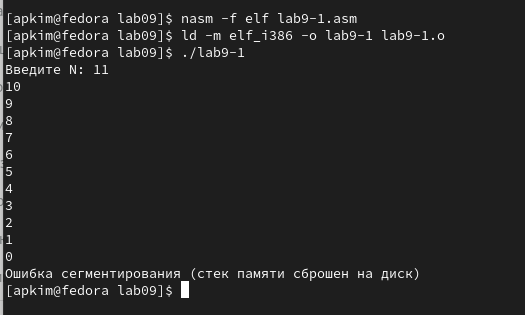 [apkim@fedora lab09]$ nasm -f elf lab9-1.asm
[apkim@fedora lab09]$ ld -m elf_i386 -o lab9-1 lab9-1.o
[apkim@fedora lab09]$ ./lab9-1
Введите N: 11
10
9
8
7
6
5
4
3
2
1
0
Ошибка сегментирования (стек памяти сброшен на диск)
[apkim@fedora lab09]$